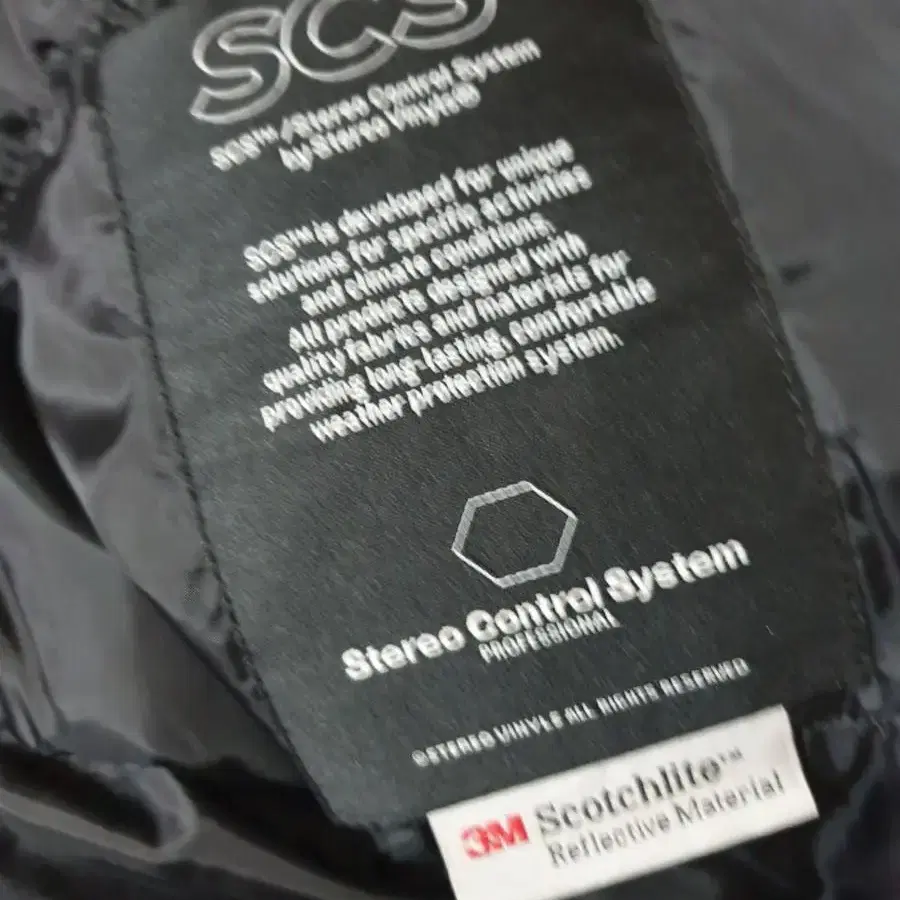 SCS
SCS™ / Stereo Control System
by Stereo Vinyle®
SCS™ is developed for unique
solutions for specific activities
and climate conditions.
All products designed with
quality fabrics and materials for
providing long-lasting, comfortable
weather protection system.
Stereo Control System
PROFESSIONAL
©STEREO VINYLE ALL RIGHTS RESERVED
3M Scotchlite™
Reflective Material